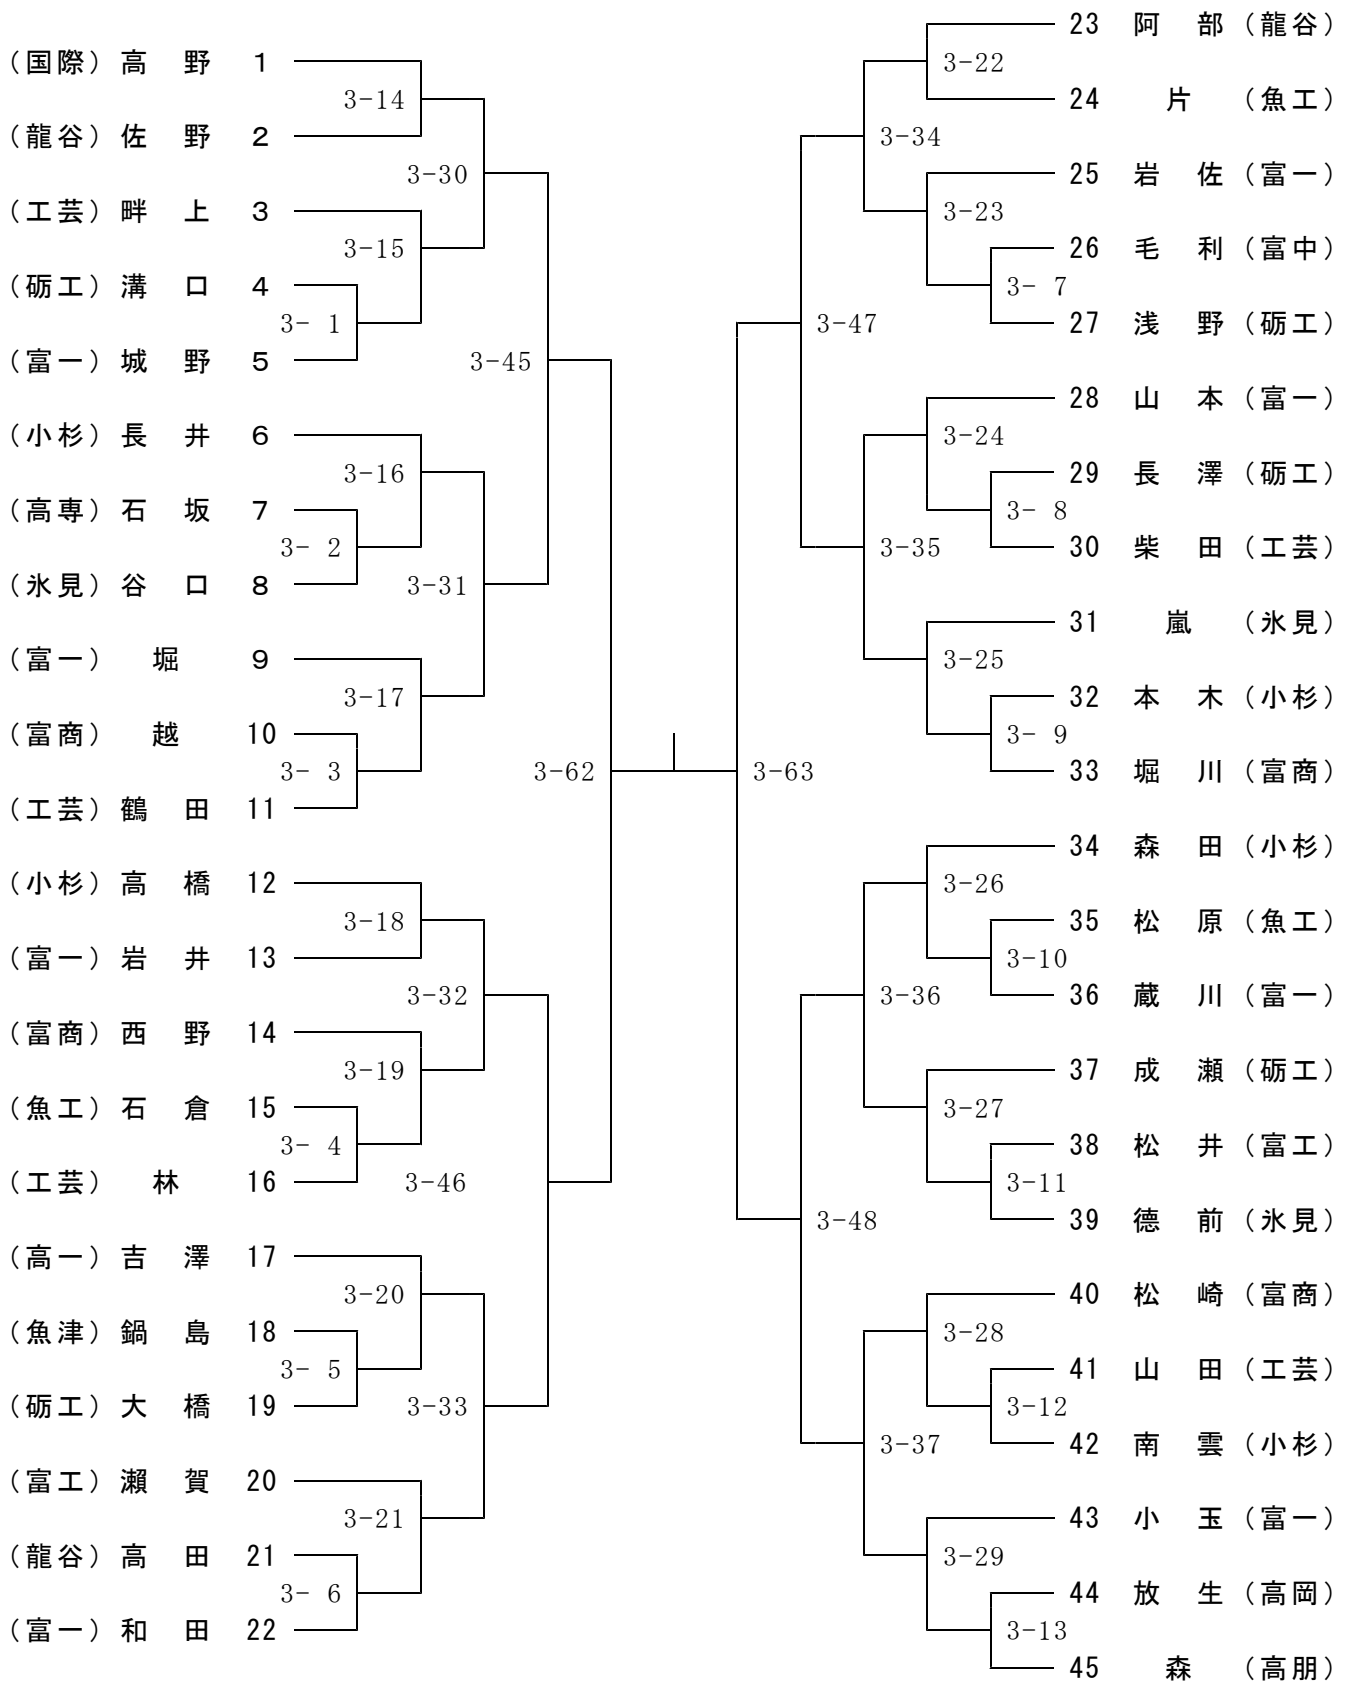 (国際) 高野 1
3-14
(龍谷) 佐野 2
3-30
(工芸) 畔上 3
3-15
(砺工) 溝口 4
3- 1
(富一) 城野 5
3-45
(小杉) 長井 6
3-16
(高専) 石坂 7
3- 2
(氷見) 谷口 8
3-31
(富一) 堀 9
3-17
(富商) 越 10
3- 3
(工芸) 鶴田 11
3-62
(小杉) 高橋 12
3-18
(富一) 岩井 13
3-32
(富商) 西野 14
3-19
(魚工) 石倉 15
3- 4
(工芸) 林 16
3-46
(高一) 吉澤 17
3-20
(魚津) 鍋島 18
3- 5
(砺工) 大橋 19
3-33
(富工) 瀬賀 20
3-21
(龍谷) 高田 21
3- 6
(富一) 和田 22
23 阿部 (龍谷)
3-22
24 片 (魚工)
3-34
25 岩佐 (富一)
3-23
26 毛利 (富中)
3- 7
27 浅野 (砺工)
3-47
28 山本 (富一)
3-24
29 長澤 (砺工)
3- 8
30 柴田 (工芸)
3-35
31 嵐 (氷見)
3-25
32 本木 (小杉)
3- 9
33 堀川 (富商)
3-63
34 森田 (小杉)
3-26
35 松原 (魚工)
3-10
36 蔵川 (富一)
3-36
37 成瀬 (砺工)
3-27
38 松井 (富工)
3-11
39 德前 (氷見)
3-48
40 松崎 (富商)
3-28
41 山田 (工芸)
3-12
42 南雲 (小杉)
3-37
43 小玉 (富一)
3-29
44 放生 (高岡)
3-13
45 森 (高朋)